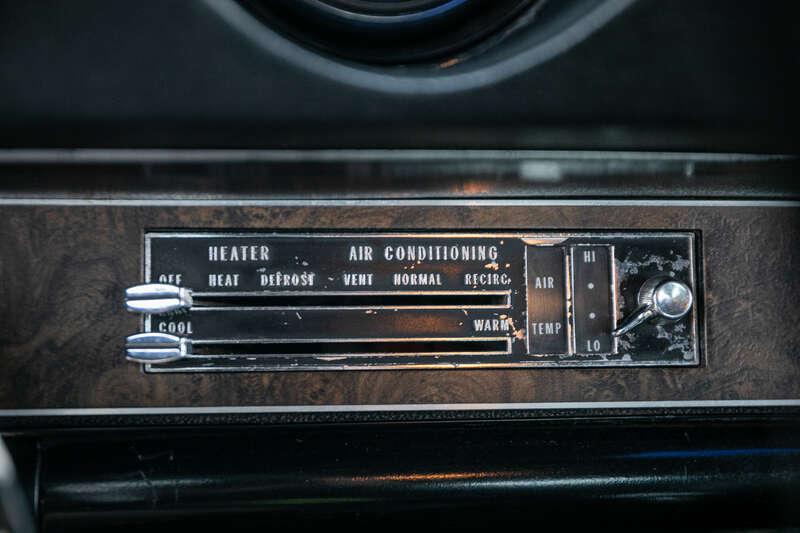 HEATER AIR CONDITIONING
OFF HEAT DEFROST VENT NORMAL RECIRC
COOL WARM
AIR
TEMP
HI
LO